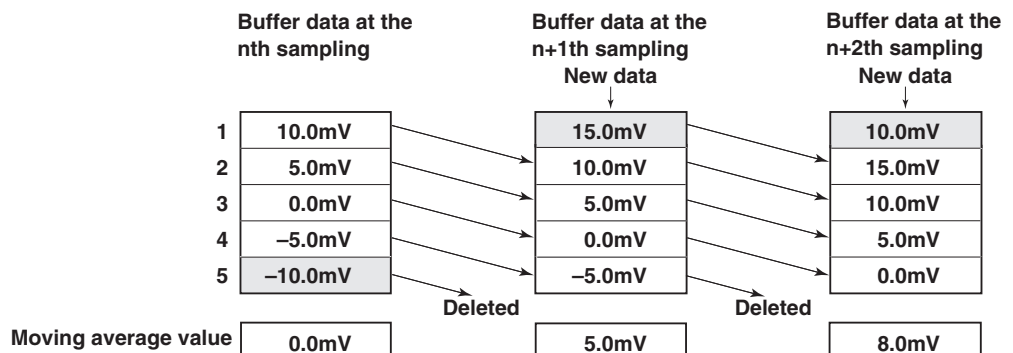 Buffer data at the
nth sampling
Buffer data at the
n+1th sampling
New data
Buffer data at the
n+2th sampling
New data
1 10.0mV 15.0mV 10.0mV
2 5.0mV 10.0mV 15.0mV
3 0.0mV 5.0mV 10.0mV
4 –5.0mV 0.0mV 5.0mV
5 –10.0mV –5.0mV 0.0mV
Deleted Deleted
Moving average value 0.0mV 5.0mV 8.0mV